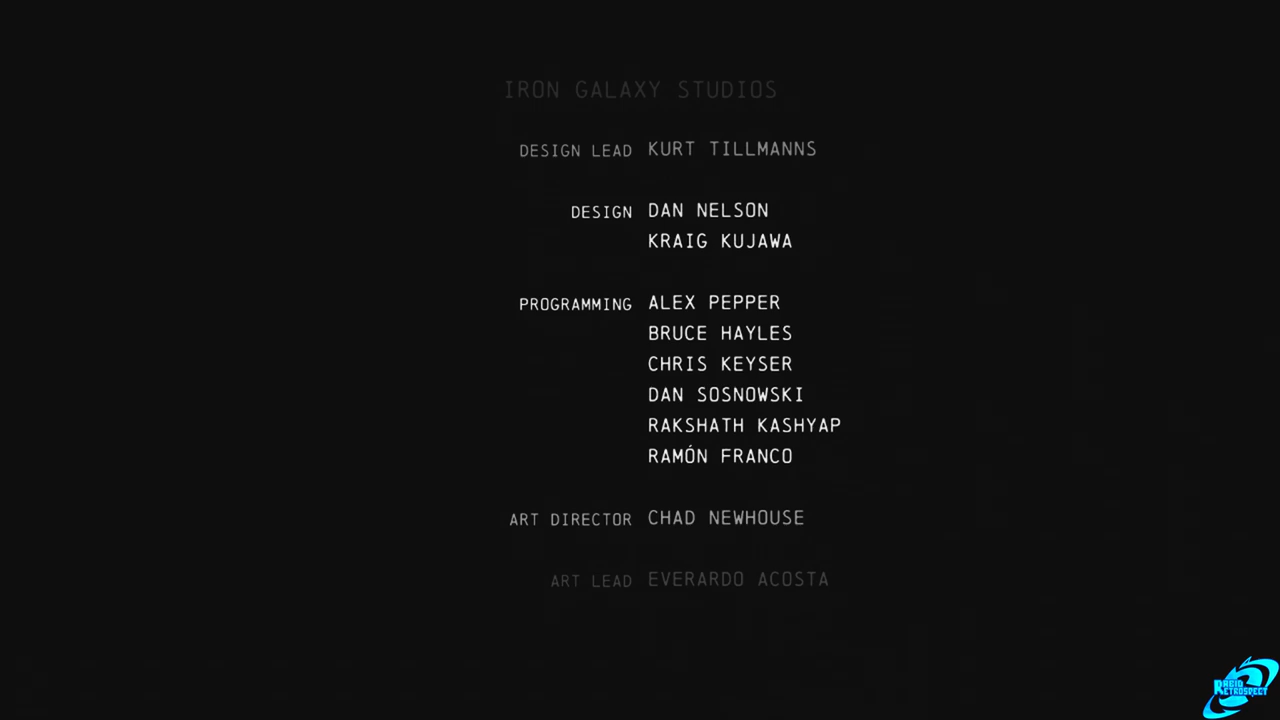 IRON GALAXY STUDIOS
DESIGN LEAD KURT TILLMANNS
DESIGN DAN NELSON
KRAIG KUJAWA
PROGRAMMING ALEX PEPPER
BRUCE HAYLES
CHRIS KEYSER
DAN SOSNOWSKI
RAKSHATH KASHYAP
RAMÓN FRANCO
ART DIRECTOR CHAD NEWHOUSE
ART LEAD EVERARDO ACOSTA
RETROSPECT